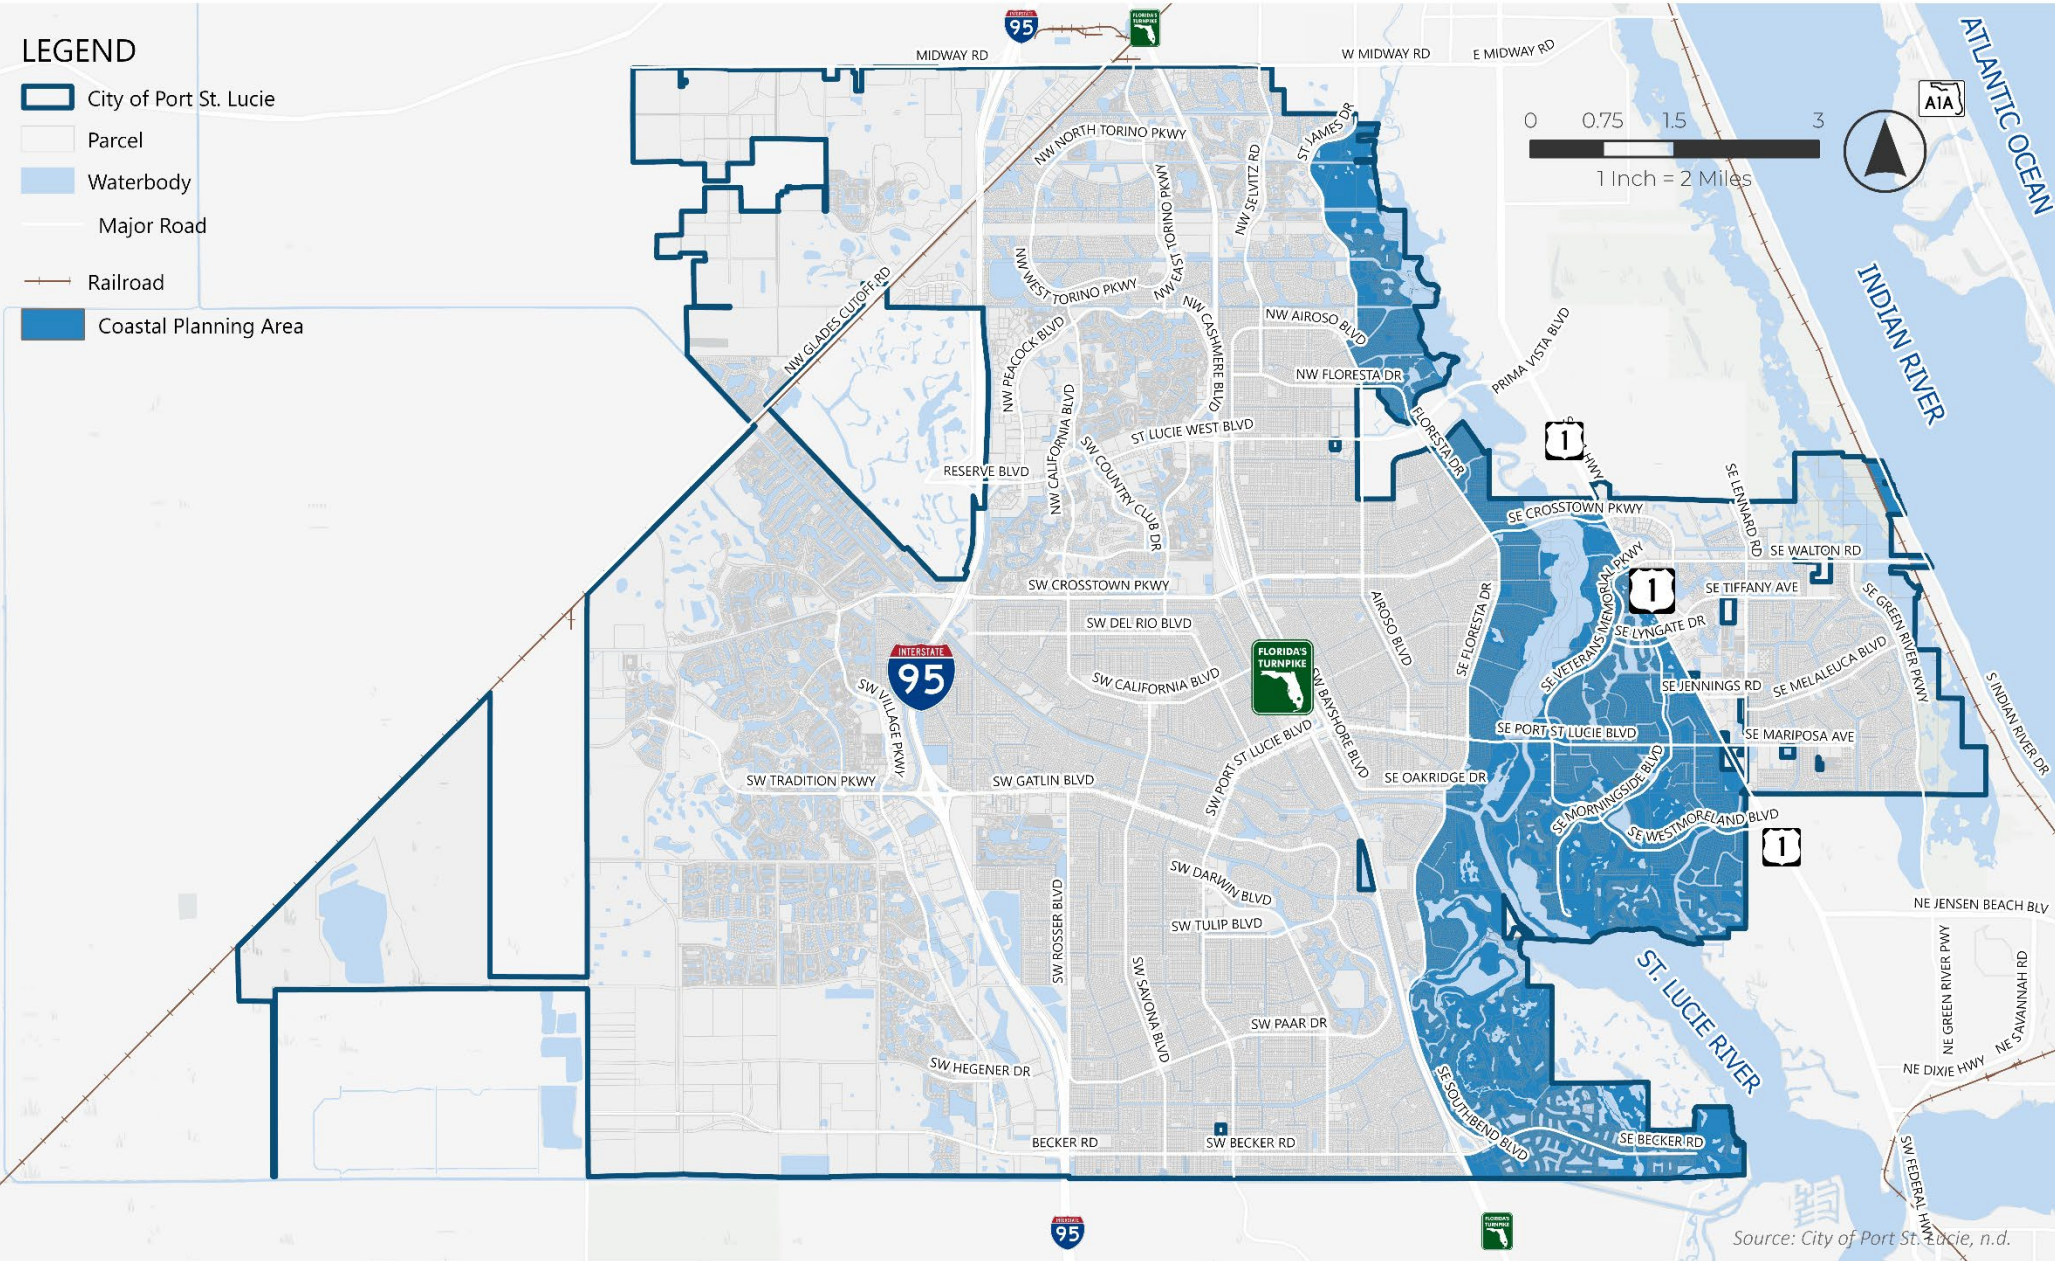 LEGEND
City of Port St. Lucie
Parcel
Waterbody
Major Road
Railroad
Coastal Planning Area
INTERSTATE
95
FLORIDA'S
TURNPIKE
MIDWAY RD
W MIDWAY RD
E MIDWAY RD
A1A
ATLANTIC OCEAN
0 0.75 1.5 3
1 Inch = 2 Miles
ST JAMES DR
NW NORTH TORINO PKWY
NW EAST TORINO PKWY
NW SELVITZ RD
NW WEST TORINO PKWY
NW GLADES CUTOFF RD
INDIAN RIVER
NW PEACOCK BLVD
NW CASHMERE BLVD
NW AIROSO BLVD
NW FLORESTA DR
PRIMA VISTA BLVD
NW CALIFORNIA BLVD
ST LUCIE WEST BLVD
FLORESTA DR
1
HWY
RESERVE BLVD
SW COUNTRY CLUB DR
SE LENNARD RD
SE CROSSTOWN PKWY
SE WALTON RD
SW CROSSTOWN PKWY
SE TIFFANY AVE
1
SE VETERANS MEMORIAL PKWY
SE GREEN RIVER PKWY
SW DEL RIO BLVD
AIROSO BLVD
SE FLORESTA DR
SE LYNGATE DR
INTERSTATE
95
FLORIDA'S
TURNPIKE
SW CALIFORNIA BLVD
SW VILLAGE PKWY
SW BAYSHORE BLVD
SE JENNINGS RD
SE MELALEUCA BLVD
S INDIAN RIVER DR
SE PORT ST LUCIE BLVD
SE MARIPOSA AVE
SW PORT ST LUCIE BLVD
SW TRADITION PKWY
SW GATLIN BLVD
SE OAKRIDGE DR
SE MORNINGSIDE BLVD
SE WESTMORELAND BLVD
1
SW DARWIN BLVD
SW ROSSER BLVD
SW TULIP BLVD
NE JENSEN BEACH BLV
SW SAVONA BLVD
ST. LUCIE RIVER
NE GREEN RIVER PWY
NE SAVANNAH RD
SW PAAR DR
SW HEGENER DR
NE DIXIE HWY
SE SOUTHBEND BLVD
BECKER RD
SW BECKER RD
SE BECKER RD
SW FEDERAL HW
INTERSTATE
95
FLORIDA'S
TURNPIKE
Source: City of Port St. Lucie, n.d.